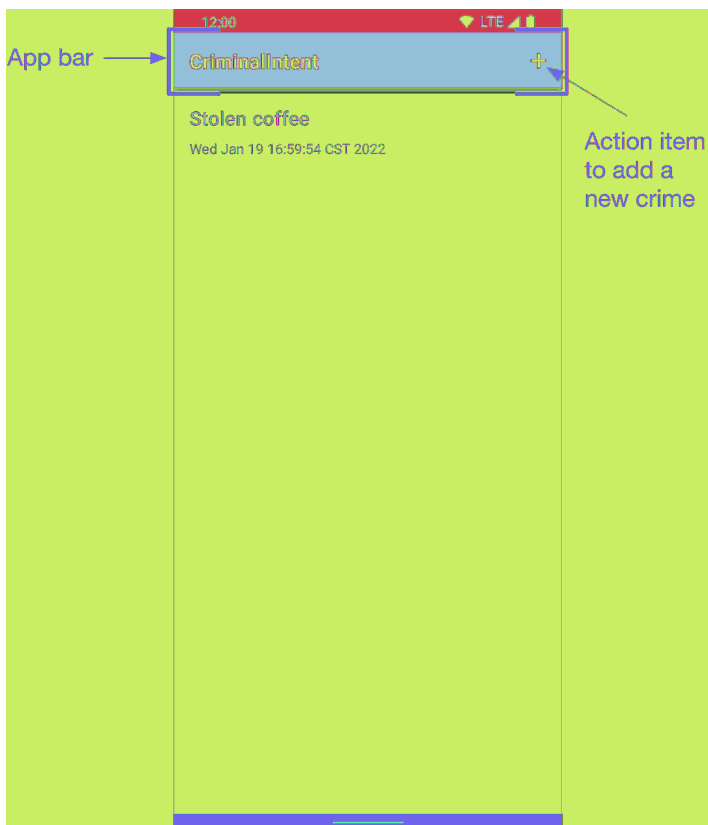 12:00 LTE
App bar
CriminalIntent +
Stolen coffee
Wed Jan 19 16:59:54 CST 2022
Action item
to add a
new crime